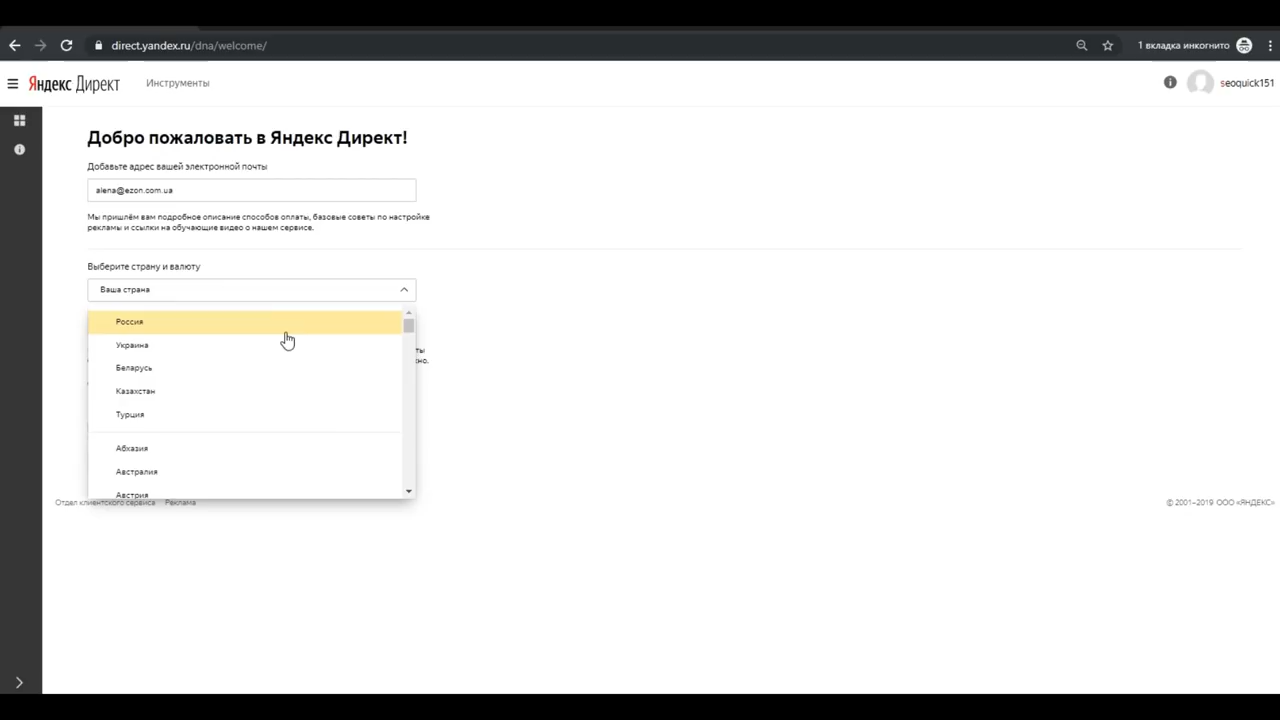 direct.yandex.ru/dna/welcome/
1 вкладка инкогнито
Яндекс Директ
Инструменты
seoquick151
Добро пожаловать в Яндекс Директ!
Добавьте адрес вашей электронной почты
alena@ezon.com.ua
Мы пришлём вам подробное описание способов оплаты, базовые советы по настройке
рекламы и ссылки на обучающие видео о нашем сервисе.
Выберите страну и валюту
Ваша страна
Россия
Украина
Беларусь
Казахстан
Турция
Абхазия
Австралия
Австрия
Отдел клиентского сервиса
Реклама
© 2001–2019 ООО «ЯНДЕКС»